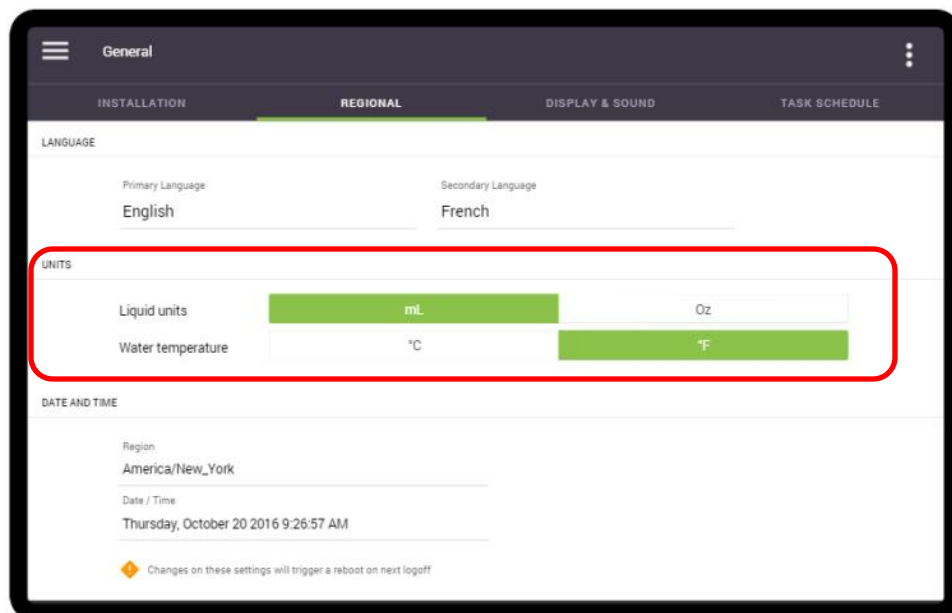 General
INSTALLATION REGIONAL DISPLAY & SOUND TASK SCHEDULE
LANGUAGE
Primary Language Secondary Language
English French
UNITS
Liquid units mL Oz
Water temperature °C °F
DATE AND TIME
Region
America/New_York
Date / Time
Thursday, October 20 2016 9:26:57 AM
Changes on these settings will trigger a reboot on next logoff